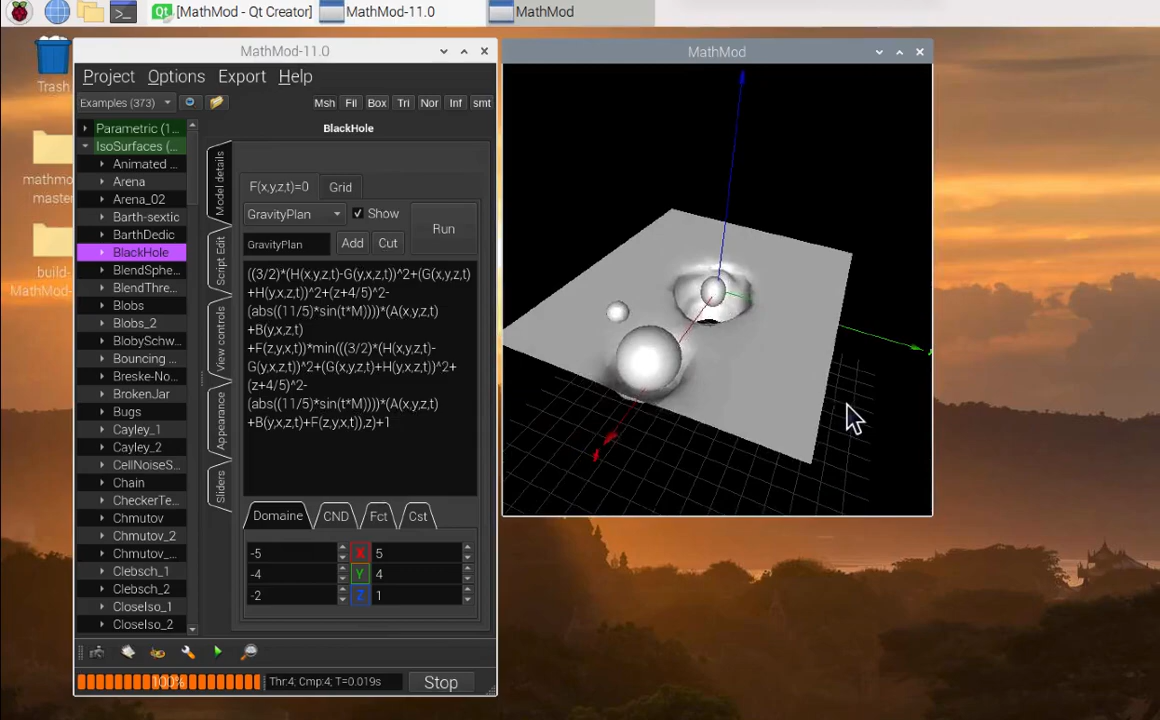 [MathMod - Qt Creator]
MathMod-11.0
MathMod
Trash
mathmo
master
build-
MathMod-
MathMod-11.0
Project Options Export Help
Examples (373)
Msh Fil Box Tri Nor Inf smt
BlackHole
Parametric (1...
IsoSurfaces (...
Animated ...
Arena
Arena_02
Barth-sextic
BarthDedic
BlackHole
BlendSphe...
BlendThre...
Blobs
Blobs_2
BlobySchw...
Bouncing ...
Breske-No...
BrokenJar
Bugs
Cayley_1
Cayley_2
CellNoiseS...
Chain
CheckerTe...
Chmutov
Chmutov_2
Chmutov_...
Clebsch_1
Clebsch_2
CloseIso_1
CloseIso_2
Model details
Script Edit
View controls
Appearance
Sliders
F(x,y,z,t)=0
Grid
GravityPlan
Show
Run
GravityPlan
Add
Cut
((3/2)*(H(x,y,z,t)-G(y,x,z,t))^2+(G(x,y,z,t)
+H(x,y,z,t))^2+(z+4/5)^2-
(abs((11/5)*sin(t*M))))*(A(x,y,z,t)
+B(y,x,z,t)
+F(z,y,x,t))*min(((3/2)*(H(x,y,z,t)-
G(y,x,z,t))^2+(G(x,y,z,t)+H(x,y,z,t))^2+
(z+4/5)^2-
(abs((11/5)*sin(t*M))))*(A(x,y,z,t)
+B(y,x,z,t)+F(z,y,x,t)),z)+1
Domaine CND Fct Cst
-5 X 5
-4 Y 4
-2 Z 1
100%
Thr:4; Cmp:4; T=0.019s
Stop
MathMod